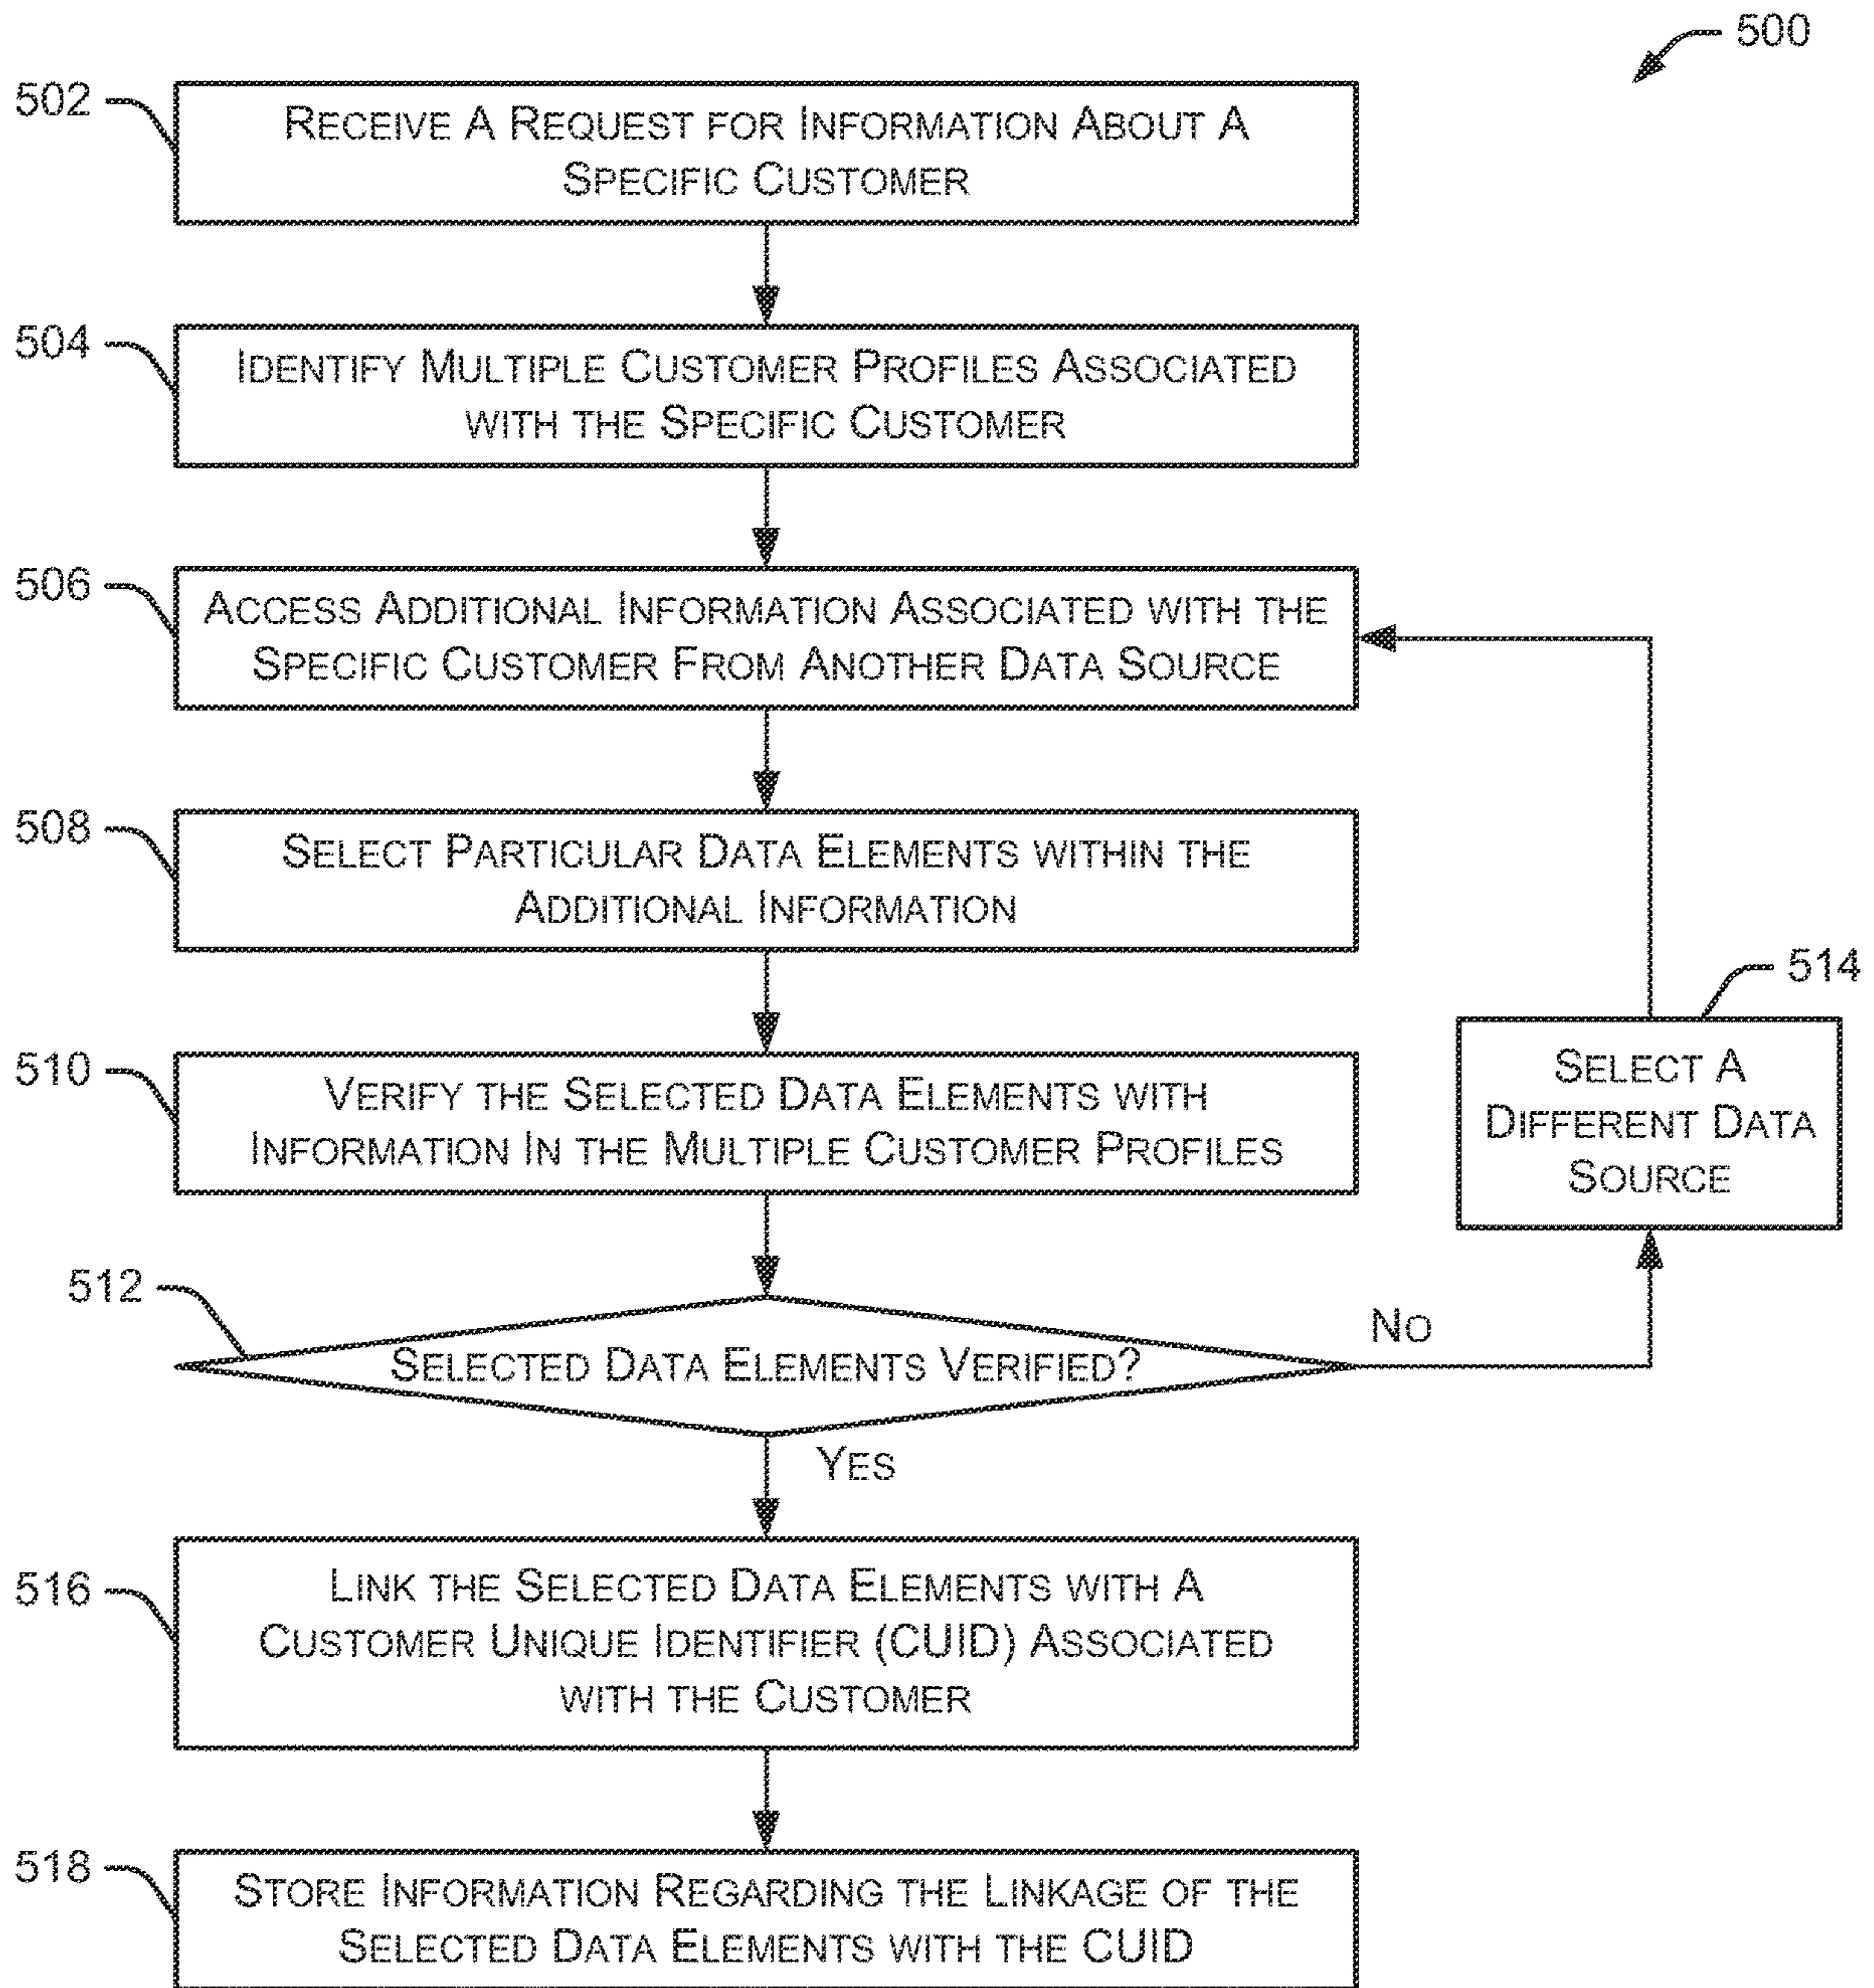 500
502
RECEIVE A REQUEST FOR INFORMATION ABOUT A
SPECIFIC CUSTOMER
504
IDENTIFY MULTIPLE CUSTOMER PROFILES ASSOCIATED
WITH THE SPECIFIC CUSTOMER
506
ACCESS ADDITIONAL INFORMATION ASSOCIATED WITH THE
SPECIFIC CUSTOMER FROM ANOTHER DATA SOURCE
508
SELECT PARTICULAR DATA ELEMENTS WITHIN THE
ADDITIONAL INFORMATION
510
VERIFY THE SELECTED DATA ELEMENTS WITH
INFORMATION IN THE MULTIPLE CUSTOMER PROFILES
514
SELECT A
DIFFERENT DATA
SOURCE
512
SELECTED DATA ELEMENTS VERIFIED?
NO
YES
516
LINK THE SELECTED DATA ELEMENTS WITH A
CUSTOMER UNIQUE IDENTIFIER (CUID) ASSOCIATED
WITH THE CUSTOMER
518
STORE INFORMATION REGARDING THE LINKAGE OF THE
SELECTED DATA ELEMENTS WITH THE CUID